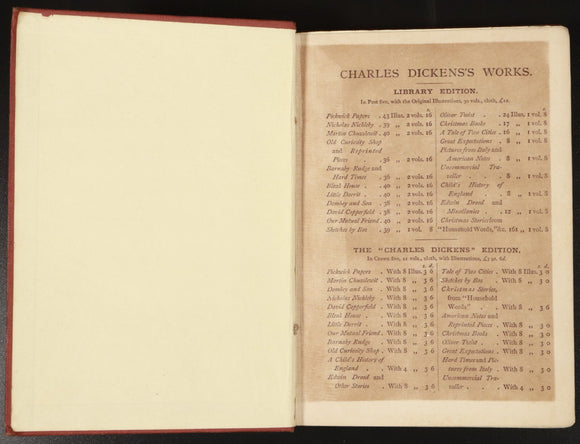 CHARLES DICKENS'S WORKS.
LIBRARY EDITION.
In Post 8vo, with the Original Illustrations, 30 vols., cloth, £12.
s.
Pickwick Papers . 43 Illus. 2 vols. 16
Nicholas Nickleby . 39 „ 2 vols. 16
Martin Chuzzlewit . 40 „ 2 vols. 16
Old Curiosity Shop
and Reprinted
Pieces . . 36 „ 2 vols. 16
Barnaby Rudge and
Hard Times . 36 „ 2 vols. 16
Bleak House . . 40 „ 2 vols. 16
Little Dorrit . . 40 „ 2 vols. 16
Dombey and Son . 38 „ 2 vols. 16
David Copperfield . 38 „ 2 vols. 16
Our Mutual Friend . 40 „ 2 vols. 16
Sketches by Boz . 39 „ 1 vol. 8
s.
Oliver Twist . . 24 Illus. 1 vol. 8
Christmas Books . 17 „ 1 vol. 8
A Tale of Two Cities . 16 „ 1 vol. 8
Great Expectations . 8 „ 1 vol. 8
Pictures from Italy and
American Notes . 8 „ 1 vol. 8
Uncommercial Tra-
veller . . . 8 „ 1 vol. 8
Child's History of
England . . 8 „ 1 vol. 8
Edwin Drood and
Miscellanies . 12 „ 1 vol. 8
Christmas Stories from
"Household Words," &c. 161 „ 1 vol. 8
THE "CHARLES DICKENS" EDITION.
In Crown 8vo, 21 vols., cloth, with Illustrations, £3 9s. 6d.
s. d.
Pickwick Papers . With 8 Illus. 3 6
Martin Chuzzlewit . With 8 „ 3 6
Dombey and Son . With 8 „ 3 6
Nicholas Nickleby . With 8 „ 3 6
David Copperfield . With 8 „ 3 6
Bleak House . . With 8 „ 3 6
Little Dorrit . . With 8 „ 3 6
Our Mutual Friend . With 8 „ 3 6
Barnaby Rudge . With 8 „ 3 6
Old Curiosity Shop . With 8 „ 3 6
A Child's History of
England . . With 4 „ 3 6
Edwin Drood and
Other Stories . With 8 „ 3 6
s. d.
Tale of Two Cities . With 8 Illus. 3 0
Sketches by Boz . With 8 „ 3 0
Christmas Stories,
from "Household
Words" . . With 8 „ 3 6
American Notes and
Reprinted Pieces . With 8 „ 3 0
Christmas Books . With 8 „ 3 0
Oliver Twist . . With 8 „ 3 0
Great Expectations . With 8 „ 3 0
Hard Times and Pic-
tures from Italy . With 8 „ 3 0
Uncommercial Tra-
veller . . . With 4 „ 3 0